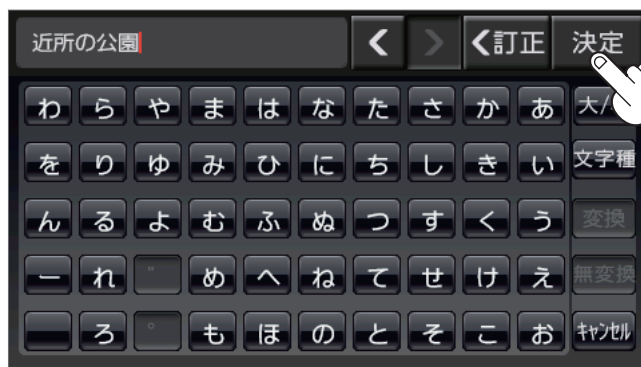 近所の公園 く訂正 決定
わ ら や ま は な た さ か あ 大/
を り ゆ み ひ に ち し き い 文字種
ん る よ む ふ ぬ つ す く う 変換
ー れ ゛ め へ ね て せ け え 無変換
ろ ゜ も ほ の と そ こ お キャンセル